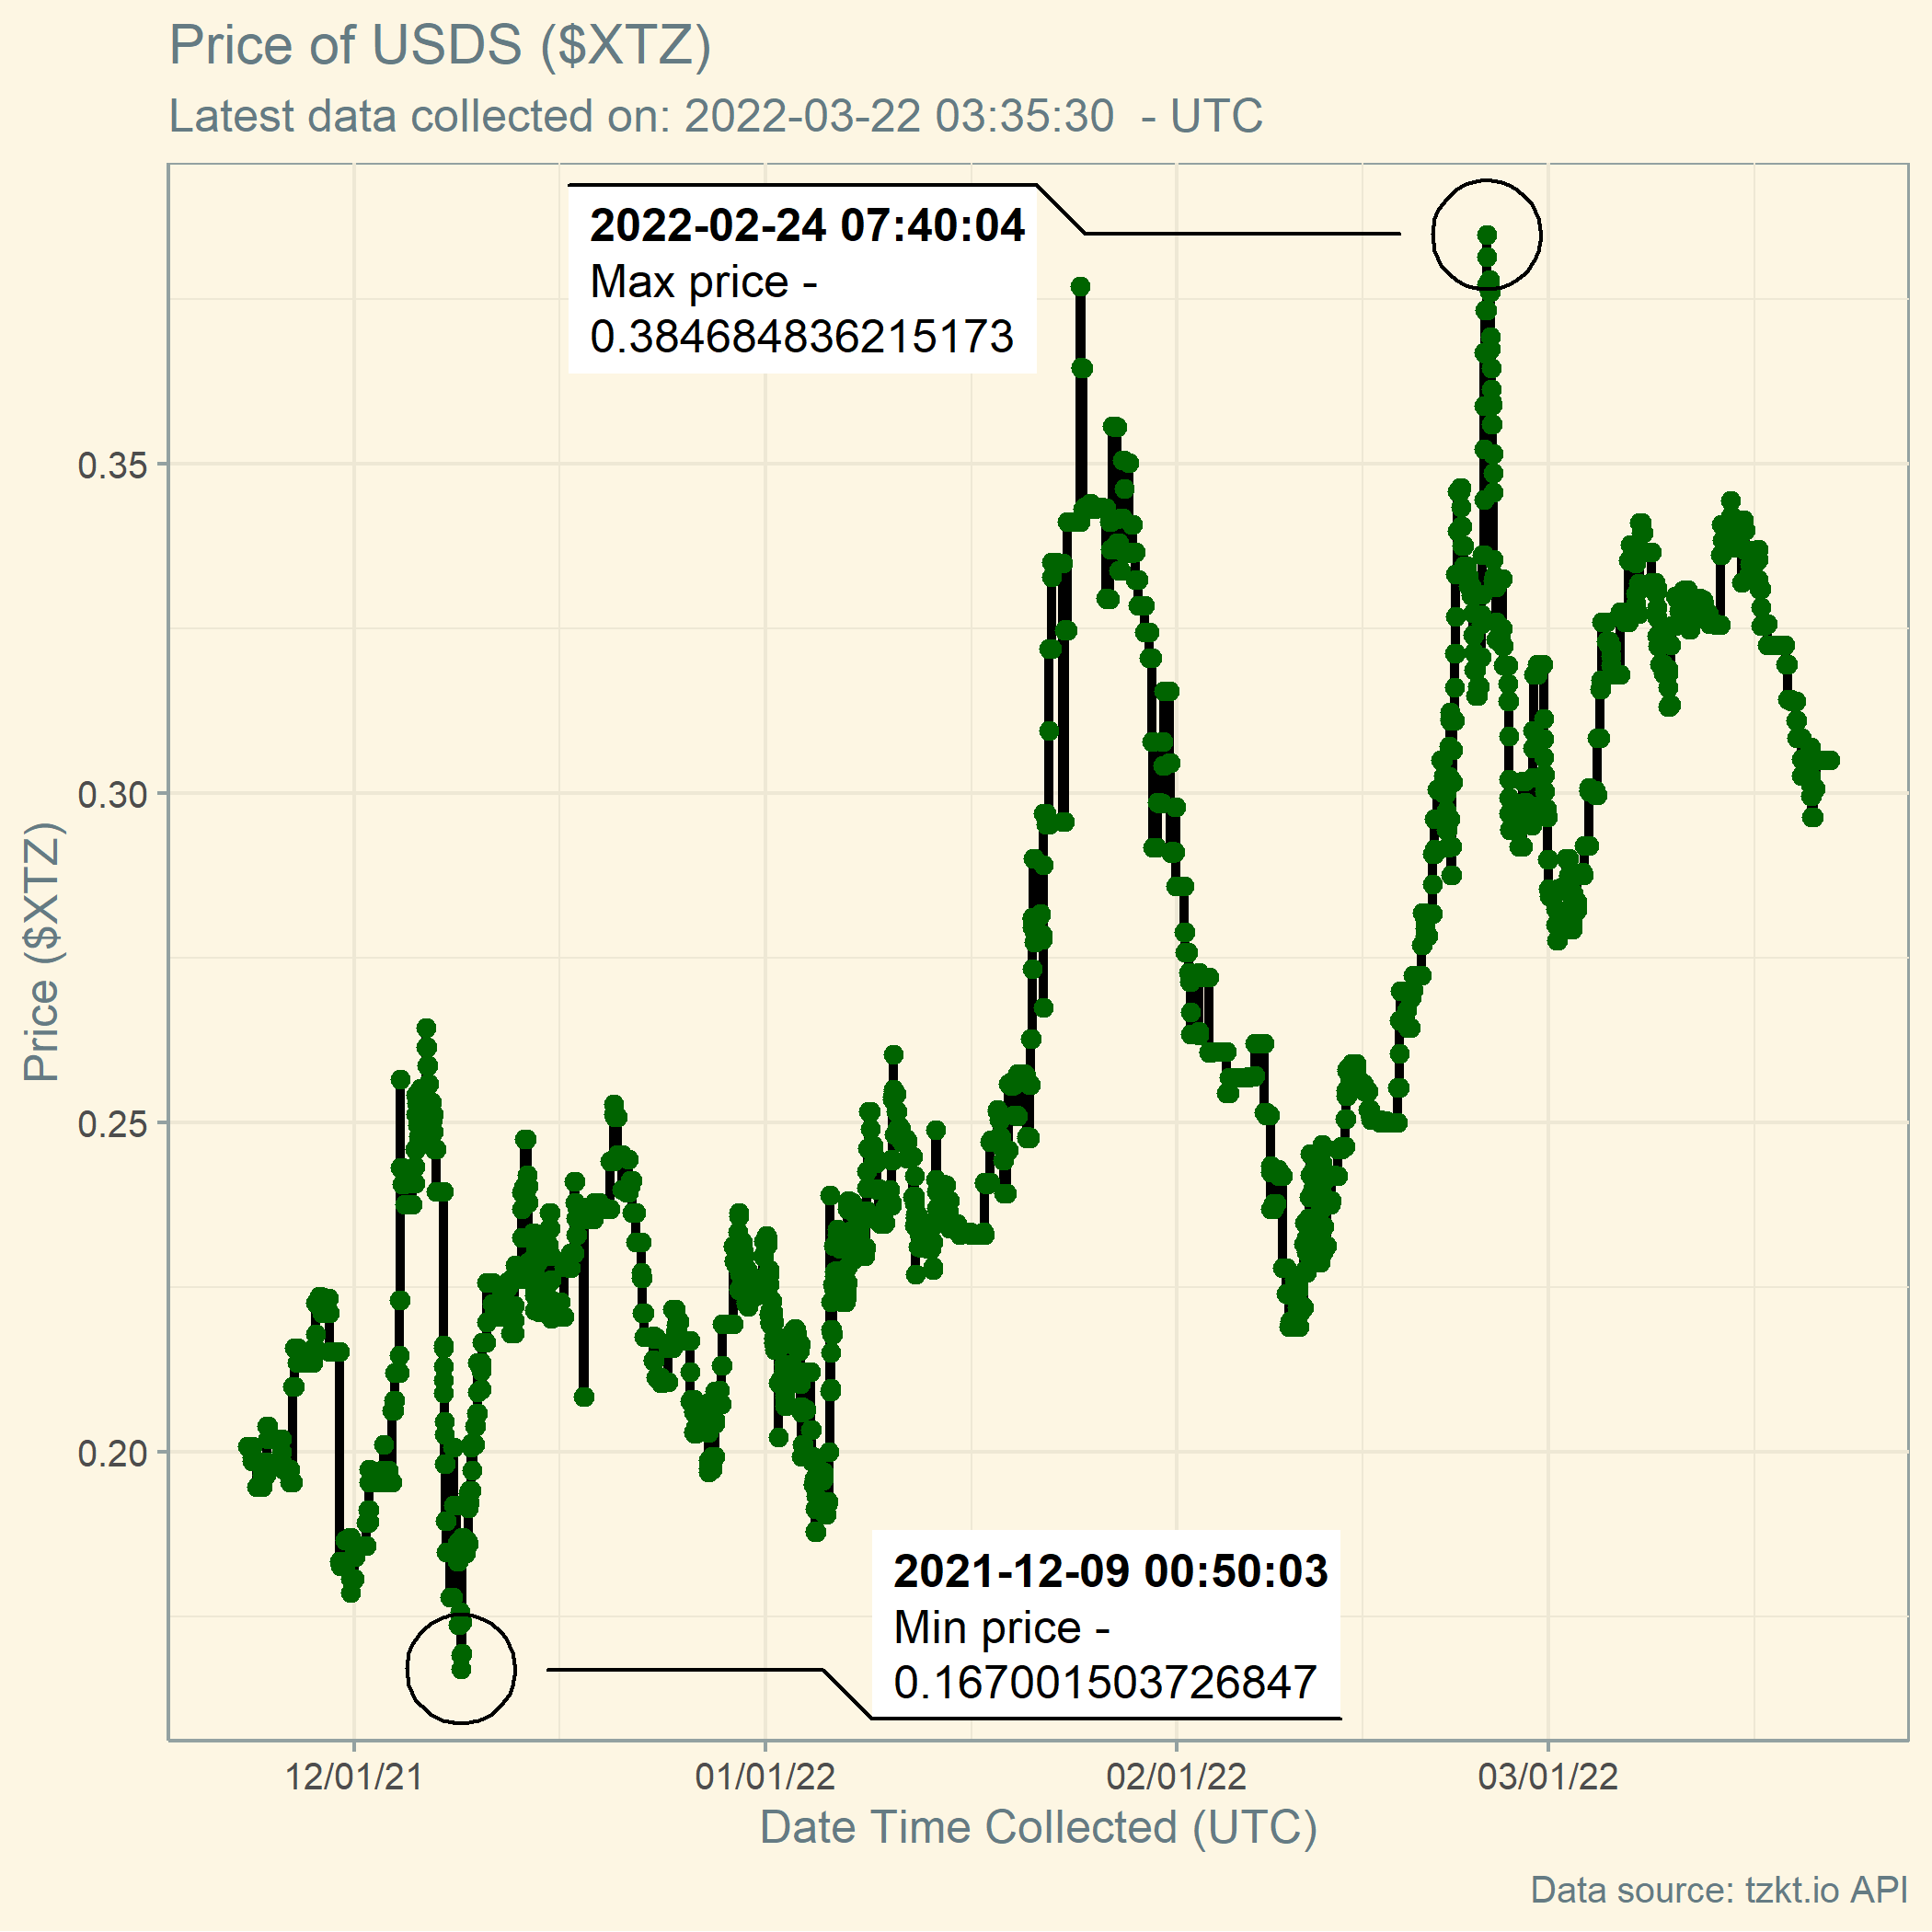 Price of USDS ($XTZ)
Latest data collected on: 2022-03-22 03:35:30  - UTC
2022-02-24 07:40:04
Max price -
0.384684836215173
0.35
0.30
0.25
0.20
Price ($XTZ)
2021-12-09 00:50:03
Min price -
0.167001503726847
12/01/21
01/01/22
02/01/22
03/01/22
Date Time Collected (UTC)
Data source: tzkt.io API